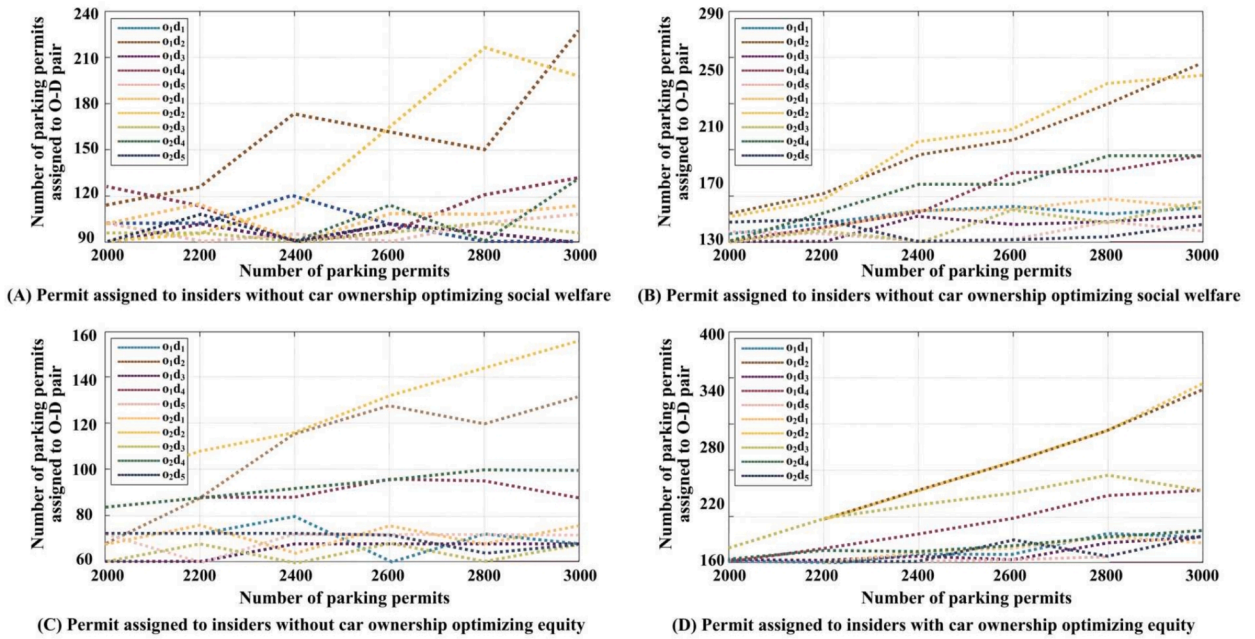 240
210
180
150
120
90
Number of parking permits
assigned to O-D pair
o₁d₁
o₁d₂
o₁d₃
o₁d₄
o₁d₅
o₂d₁
o₂d₂
o₂d₃
o₂d₄
o₂d₅
2000 2200 2400 2600 2800 3000
Number of parking permits
(A) Permit assigned to insiders without car ownership optimizing social welfare
290
250
210
170
130
Number of parking permits
assigned to O-D pair
o₁d₁
o₁d₂
o₁d₃
o₁d₄
o₁d₅
o₂d₁
o₂d₂
o₂d₃
o₂d₄
o₂d₅
2000 2200 2400 2600 2800 3000
Number of parking permits
(B) Permit assigned to insiders without car ownership optimizing social welfare
160
140
120
100
80
60
Number of parking permits
assigned to O-D pair
o₁d₁
o₁d₂
o₁d₃
o₁d₄
o₁d₅
o₂d₁
o₂d₂
o₂d₃
o₂d₄
o₂d₅
2000 2200 2400 2600 2800 3000
Number of parking permits
(C) Permit assigned to insiders without car ownership optimizing equity
400
340
280
220
160
Number of parking permits
assigned to O-D pair
o₁d₁
o₁d₂
o₁d₃
o₁d₄
o₁d₅
o₂d₁
o₂d₂
o₂d₃
o₂d₄
o₂d₅
2000 2200 2400 2600 2800 3000
Number of parking permits
(D) Permit assigned to insiders with car ownership optimizing equity